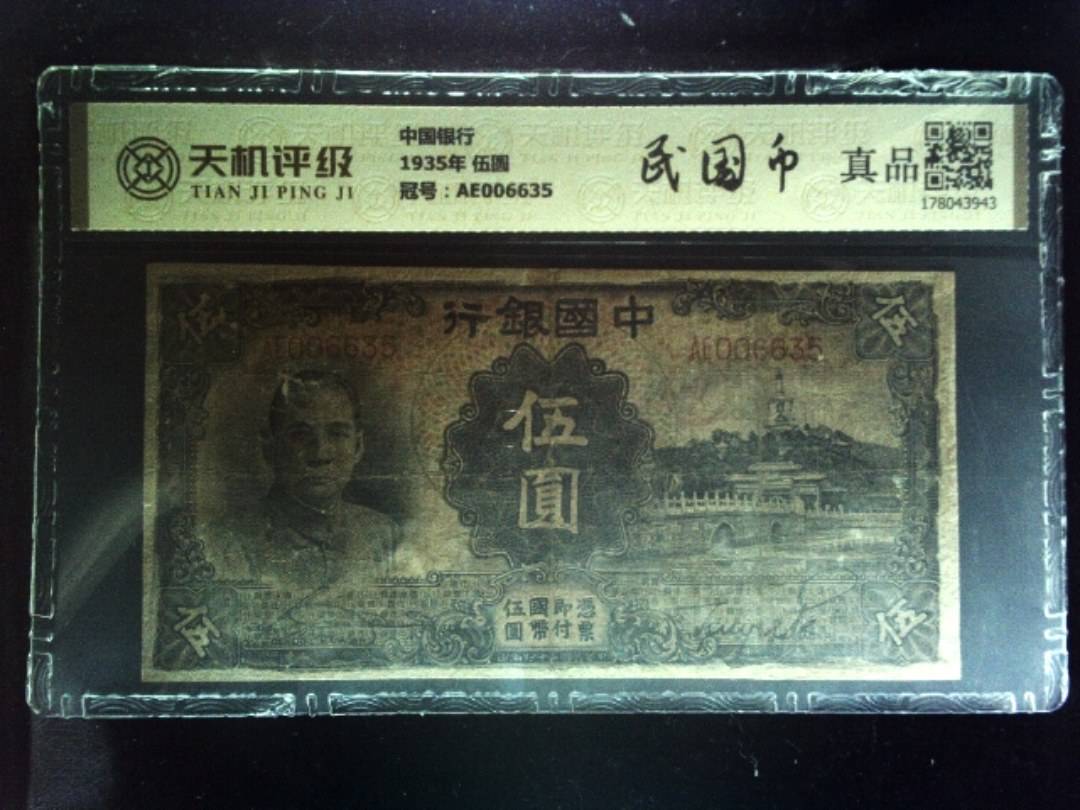 天机评级
TIAN JI PING JI
中国银行
1935年 伍圆
冠号：AE006635
民国币
真品
178043943
行銀國中
AE006635
AE006635
伍
伍
伍圓
憑票
即付
國幣
伍圓
伍
伍